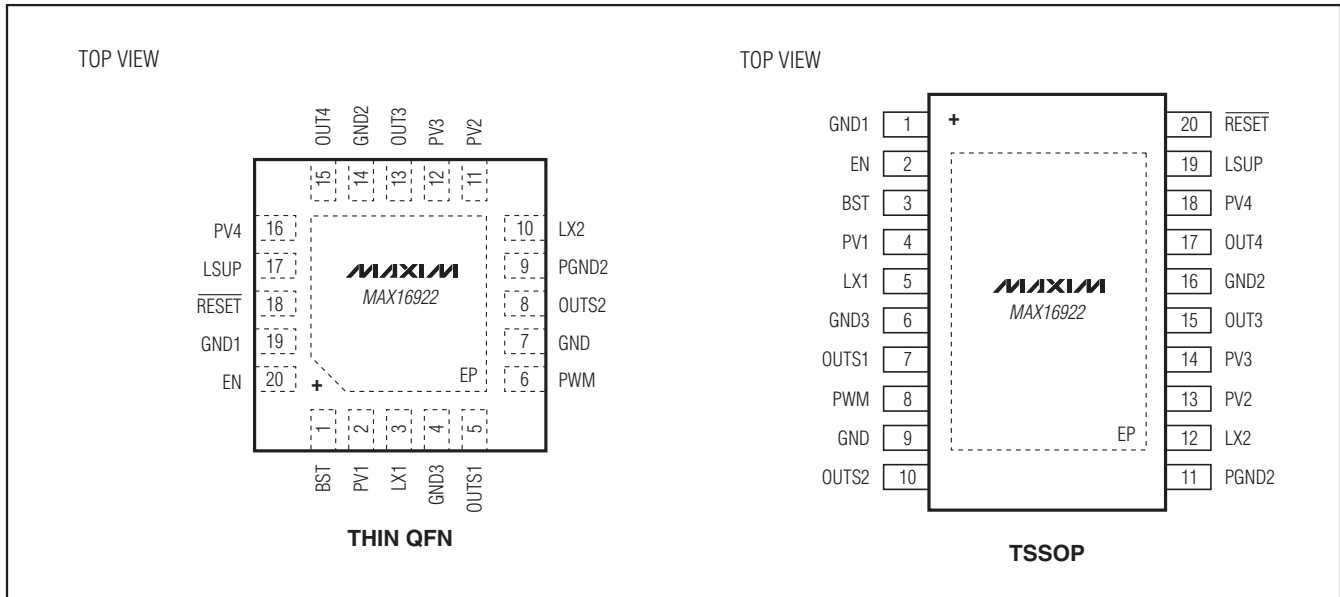 TOP VIEW
OUT4 GND2 OUT3 PV3 PV2
15 14 13 12 11
PV4 16 10 LX2
LSUP 17 9 PGND2
RESET 18 8 OUTS2
GND1 19 7 GND
EN 20 6 PWM
MAXIM
MAX16922
EP
+
1 2 3 4 5
BST PV1 LX1 GND3 OUTS1
THIN QFN
TOP VIEW
+
GND1 1 20 RESET
EN 2 19 LSUP
BST 3 18 PV4
PV1 4 17 OUT4
LX1 5 16 GND2
GND3 6 15 OUT3
OUTS1 7 14 PV3
PWM 8 13 PV2
GND 9 12 LX2
OUTS2 10 11 PGND2
MAXIM
MAX16922
EP
TSSOP